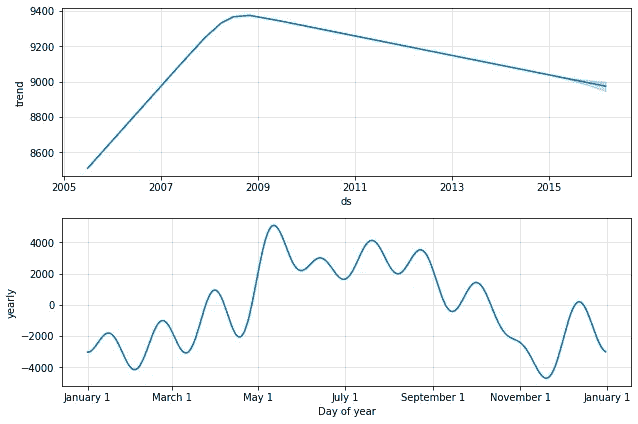 9400
9200
9000
8800
8600
trend
2005 2007 2009 2011 2013 2015
ds
4000
2000
0
−2000
−4000
yearly
January 1 March 1 May 1 July 1 September 1 November 1 January 1
Day of year